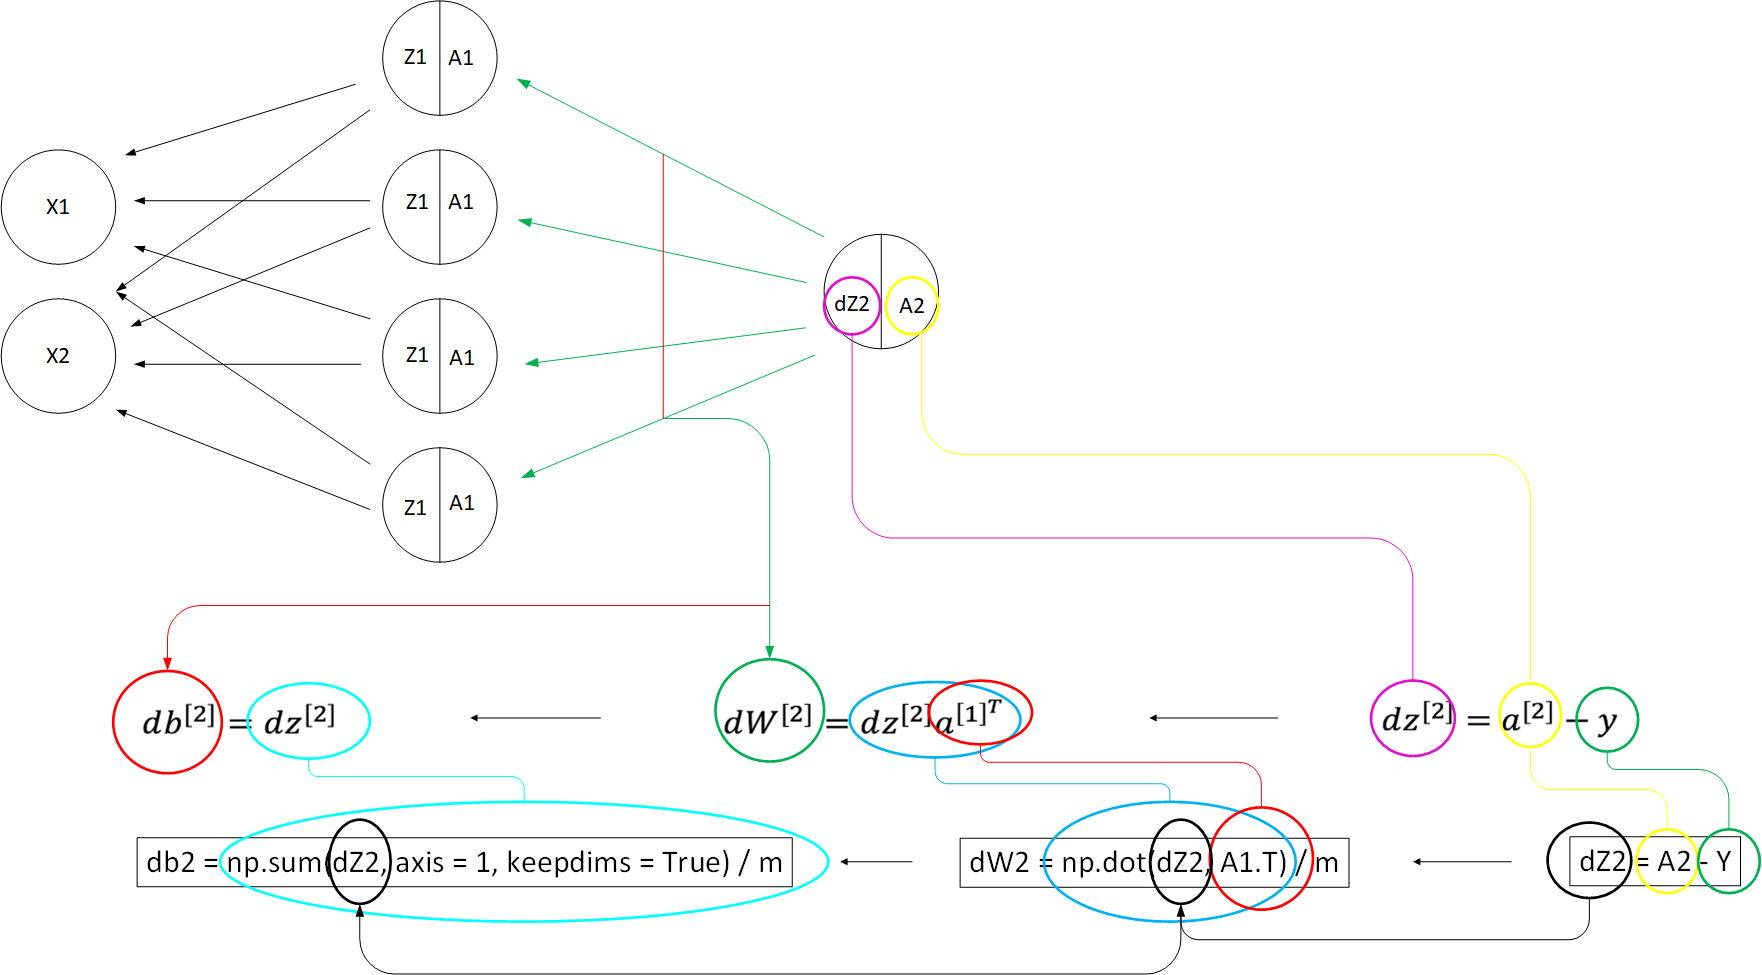 Z1 A1
X1
Z1 A1
dZ2 A2
X2
Z1 A1
Z1 A1
db[2] = dz[2]
dW[2] = dz[2]a[1]T
dz[2] = a[2] − y
db2 = np.sum(dZ2, axis = 1, keepdims = True) / m
dW2 = np.dot(dZ2, A1.T) / m
dZ2 = A2 - Y